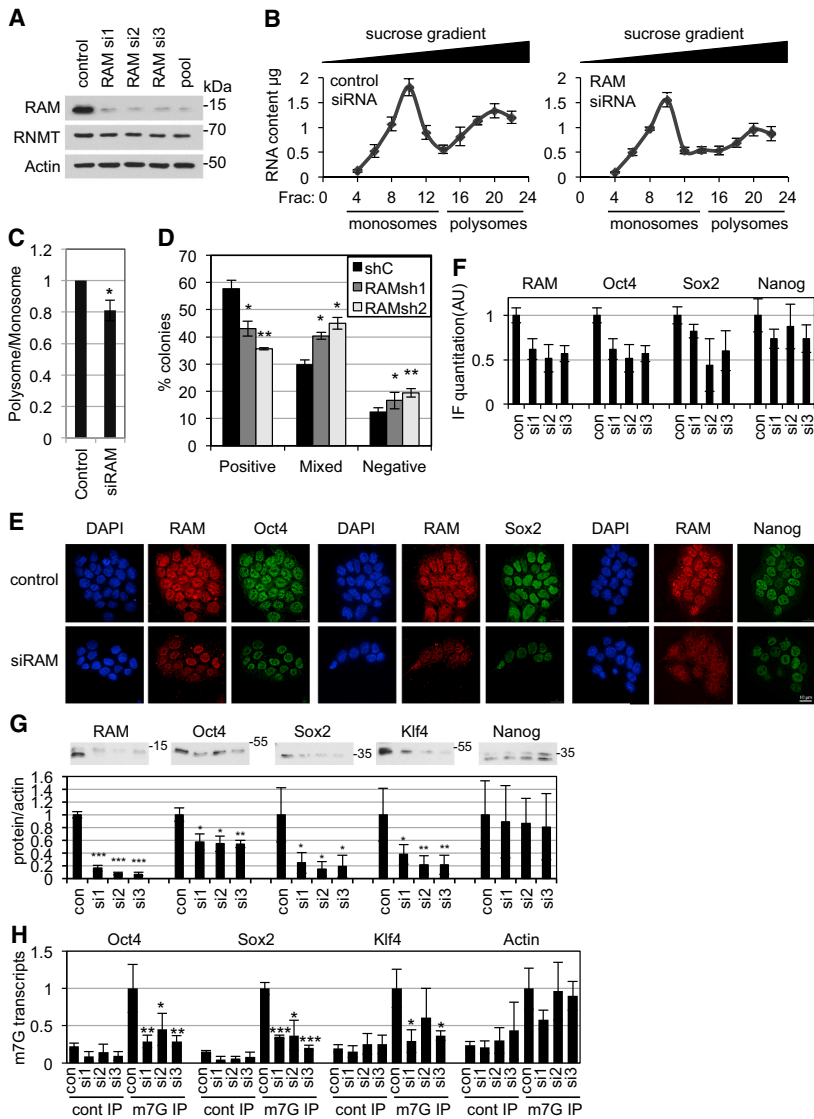 A
control
RAM si1
RAM si2
RAM si3
pool
kDa
RAM
-15
RNMT
-70
Actin
-50
B
sucrose gradient
sucrose gradient
RNA content µg
2
1.5
1
0.5
0
control
siRNA
Frac: 0 4 8 12 16 20 24
monosomes polysomes
2
1.5
1
0.5
0
RAM
siRNA
0 4 8 12 16 20 24
monosomes polysomes
C
Polysome/Monosome
1.2
1
0.8
0.6
0.4
0.2
0
*
Control
siRAM
D
% colonies
70
60
50
40
30
20
10
0
shC
RAMsh1
RAMsh2
* ** * * * **
Positive Mixed Negative
F
RAM Oct4 Sox2 Nanog
IF quantitation(AU)
1
0.5
0
con si1 si2 si3 con si1 si2 si3 con si1 si2 si3 con si1 si2 si3
E
DAPI RAM Oct4 DAPI RAM Sox2 DAPI RAM Nanog
control
siRAM
10 µm
G
RAM Oct4 Sox2 Klf4 Nanog
-15 -55 -35 -55 -35
protein/actin
1.6
1.4
1.2
1
0.8
0.6
0.4
0.2
0
*** *** *** * * ** * * * * ** **
con si1 si2 si3 con si1 si2 si3 con si1 si2 si3 con si1 si2 si3 con si1 si2 si3
H
Oct4 Sox2 Klf4 Actin
m7G transcripts
1.5
1
0.5
0
** * ** *** * *** * *
con si1 si2 si3 con si1 si2 si3 con si1 si2 si3 con si1 si2 si3 con si1 si2 si3 con si1 si2 si3 con si1 si2 si3 con si1 si2 si3
cont IP m7G IP cont IP m7G IP cont IP m7G IP cont IP m7G IP